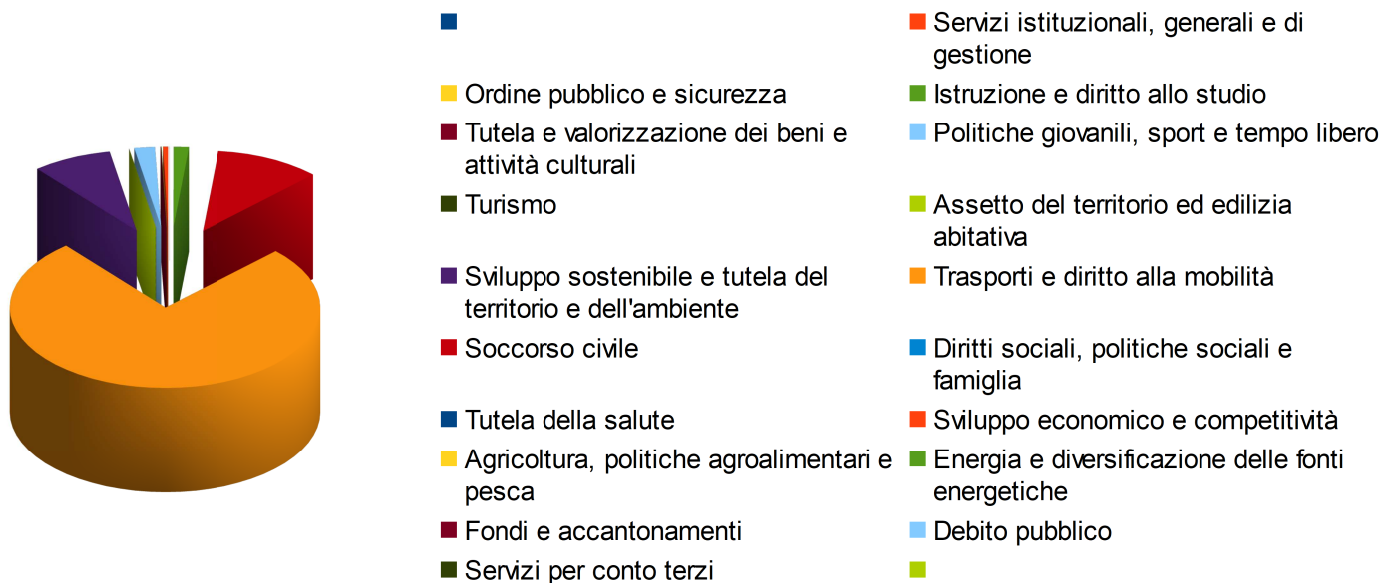 Servizi istituzionali, generali e di
gestione
Ordine pubblico e sicurezza
Istruzione e diritto allo studio
Tutela e valorizzazione dei beni e
attività culturali
Politiche giovanili, sport e tempo libero
Turismo
Assetto del territorio ed edilizia
abitativa
Sviluppo sostenibile e tutela del
territorio e dell'ambiente
Trasporti e diritto alla mobilità
Soccorso civile
Diritti sociali, politiche sociali e
famiglia
Tutela della salute
Sviluppo economico e competitività
Agricoltura, politiche agroalimentari e
pesca
Energia e diversificazione delle fonti
energetiche
Fondi e accantonamenti
Debito pubblico
Servizi per conto terzi